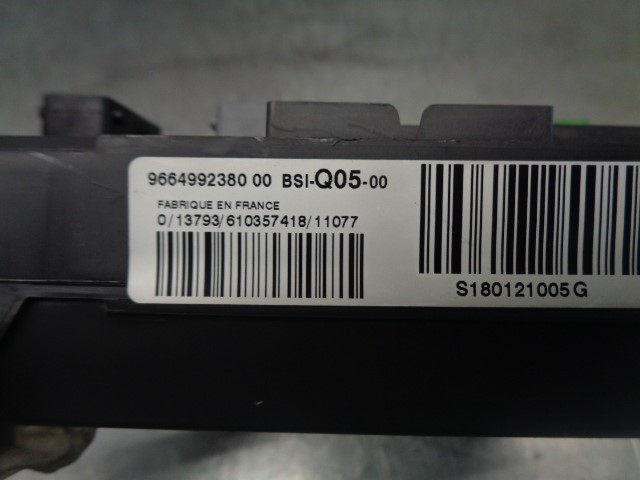 9664992380 00 BSI-Q05-00
FABRIQUE EN FRANCE
0/13793/610357418/11077
S180121005G